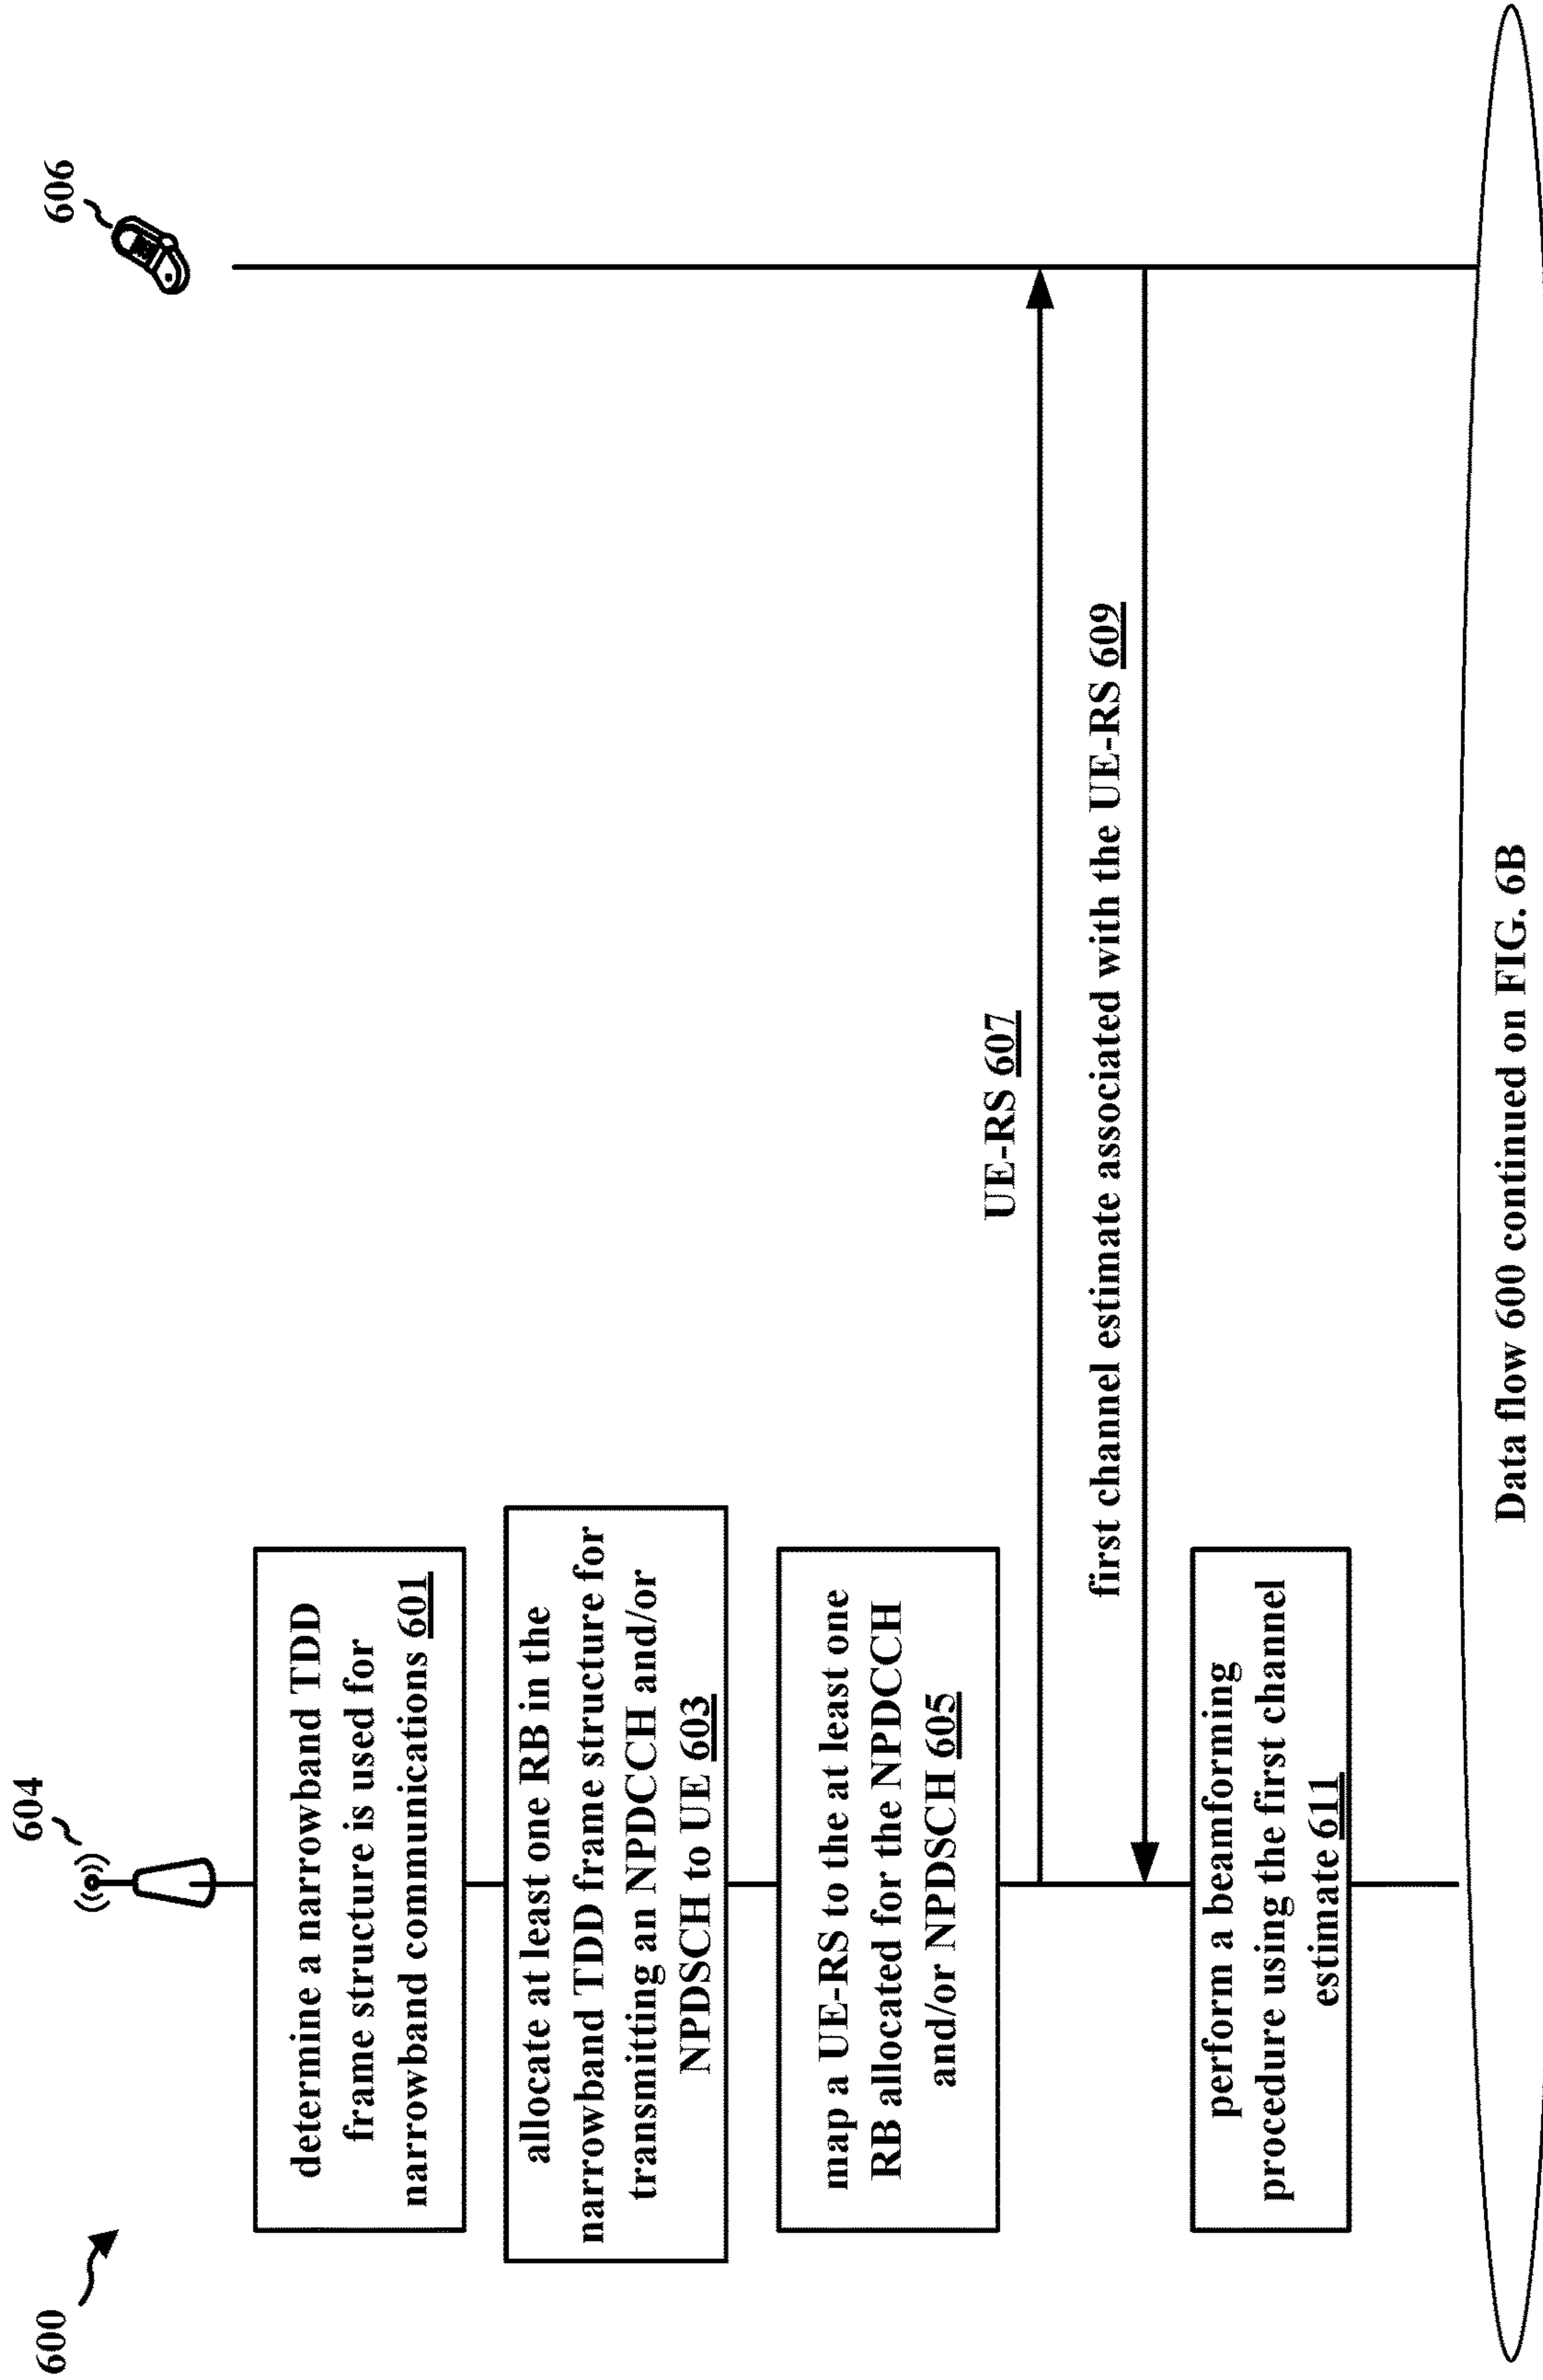 600
604
606
determine a narrowband TDD
frame structure is used for
narrowband communications 601
allocate at least one RB in the
narrowband TDD frame structure for
transmitting an NPDCCH and/or
NPDSCH to UE 603
map a UE-RS to the at least one
RB allocated for the NPDCCH
and/or NPDSCH 605
UE-RS 607
first channel estimate associated with the UE-RS 609
perform a beamforming
procedure using the first channel
estimate 611
Data flow 600 continued on FIG. 6B